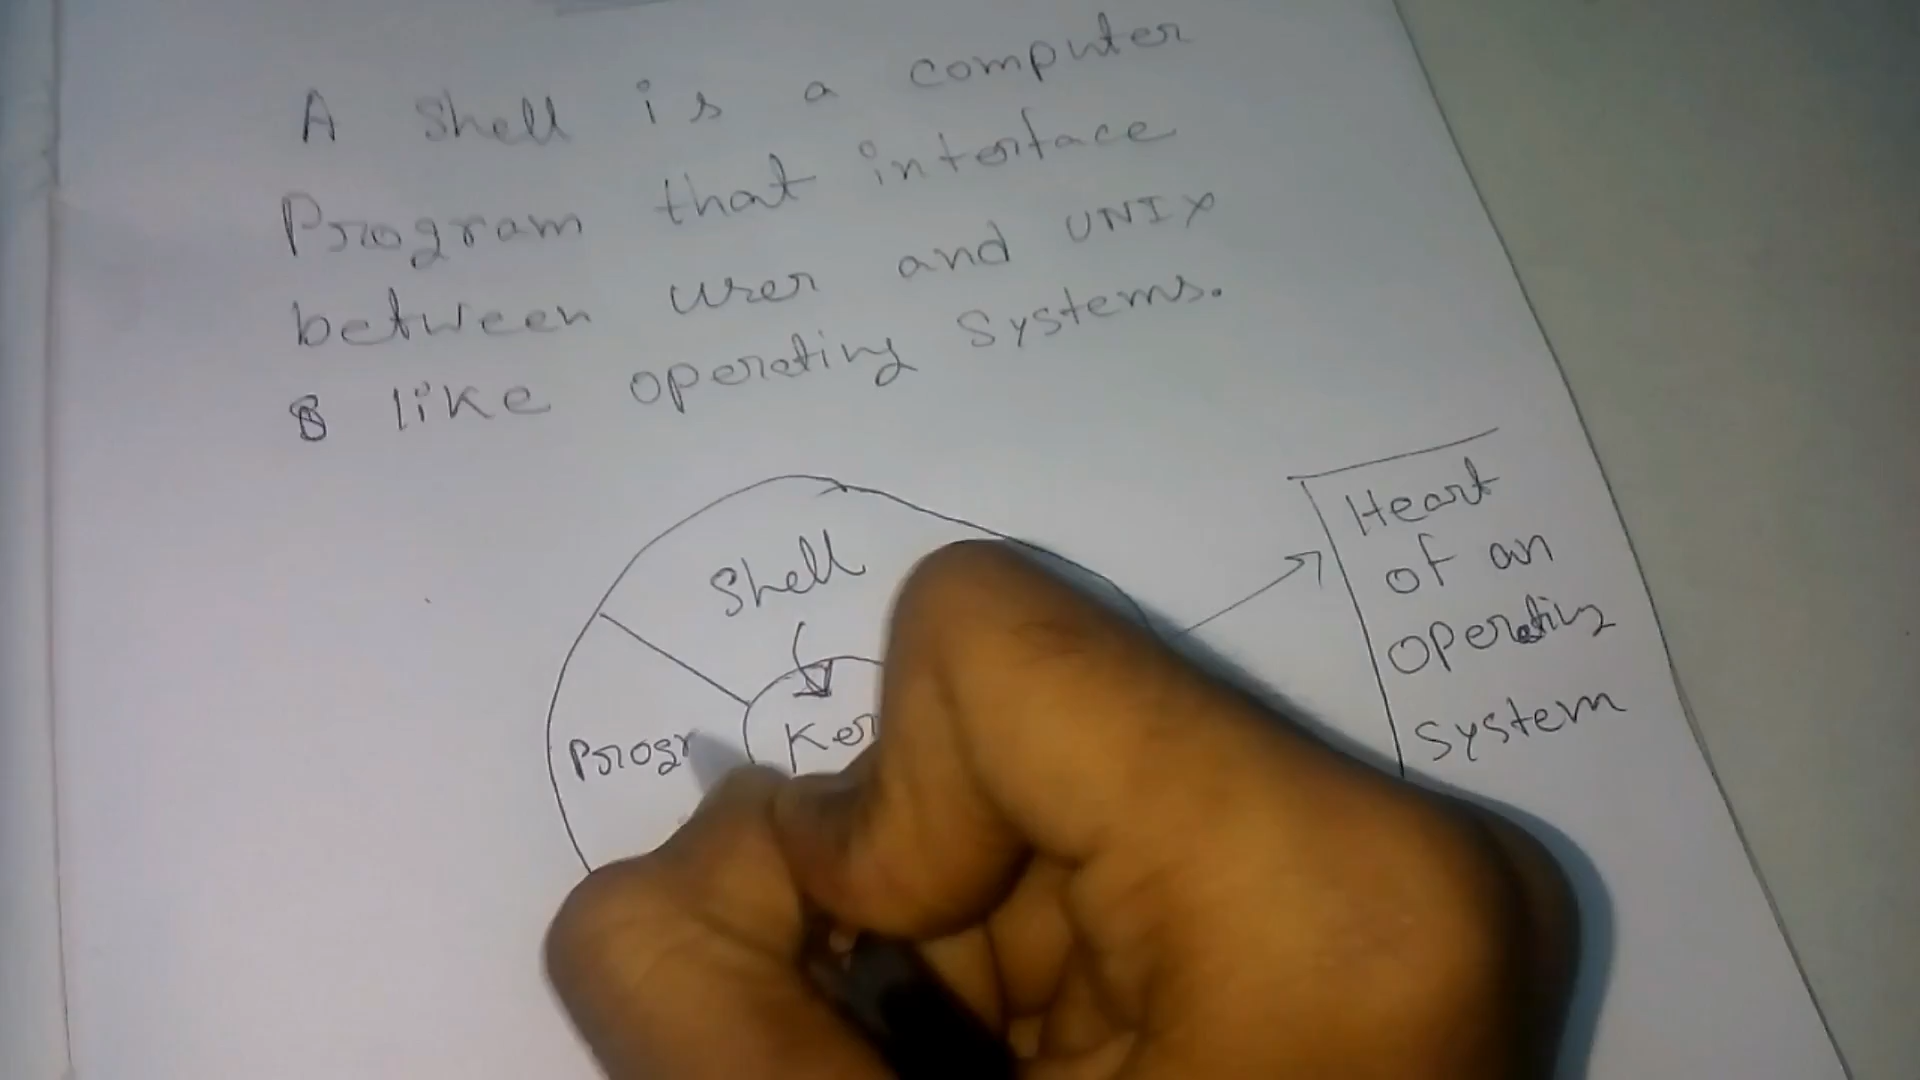 A shell is a computer
Program that interface
between user and UNIX
8 like operating systems.
Shell
Ker
Progr
Heart
of an
operating
system